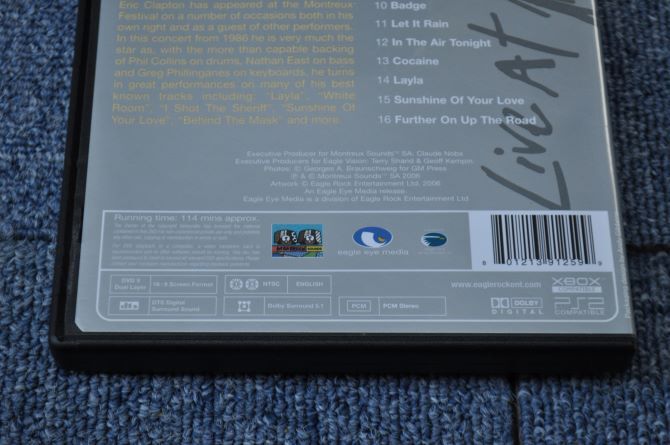 Eric Clapton has appeared at the Montreux
Festival on a number of occasions both in his
own right and as a guest of other performers.
In this concert from 1986 he is very much the
star as, with the more than capable backing
of Phil Collins on drums, Nathan East on bass
and Greg Phillinganes on keyboards, he turns
in great performances on many of his best
known tracks including: "Layla", "White
Room", "I Shot The Sheriff", "Sunshine Of
Your Love", "Behind The Mask" and more.
10 Badge
11 Let It Rain
12 In The Air Tonight
13 Cocaine
14 Layla
15 Sunshine Of Your Love
16 Further On Up The Road
Live At
Executive Producer for Montreux Sounds™ SA: Claude Nobs
Executive Producers for Eagle Vision: Terry Shand & Geoff Kempin
Photos: © Georges A. Braunschweig for GM Press
℗ & © Montreux Sounds™ SA 2006
Artwork © Eagle Rock Entertainment Ltd, 2006
An Eagle Eye Media release.
Eagle Eye Media is a division of Eagle Rock Entertainment Ltd
Running time: 114 mins approx.
eagle eye media
8 01213 91259 9
DVD 9
Dual Layer
16:9 Screen Format
NTSC
ENGLISH
www.eaglerockent.com
XBOX
COMPATIBLE
dts
DTS Digital
Surround Sound
Dolby Surround 5.1
PCM
PCM Stereo
DOLBY
DIGITAL
PS2
COMPATIBLE